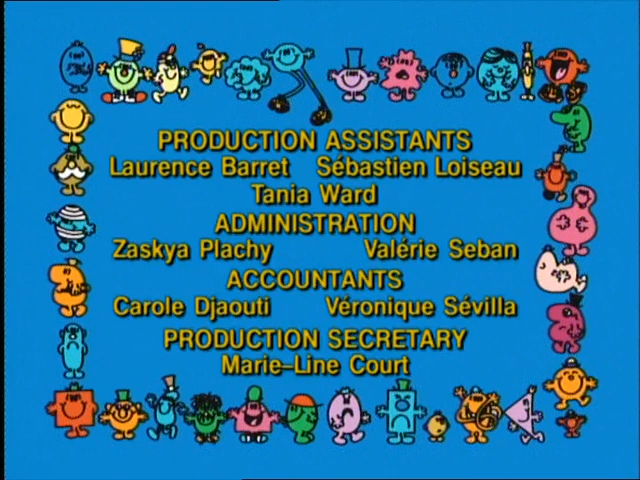 PRODUCTION ASSISTANTS
Laurence Barret Sébastien Loiseau
Tania Ward
ADMINISTRATION
Zaskya Plachy Valérie Seban
ACCOUNTANTS
Carole Djaouti Véronique Sévilla
PRODUCTION SECRETARY
Marie–Line Court